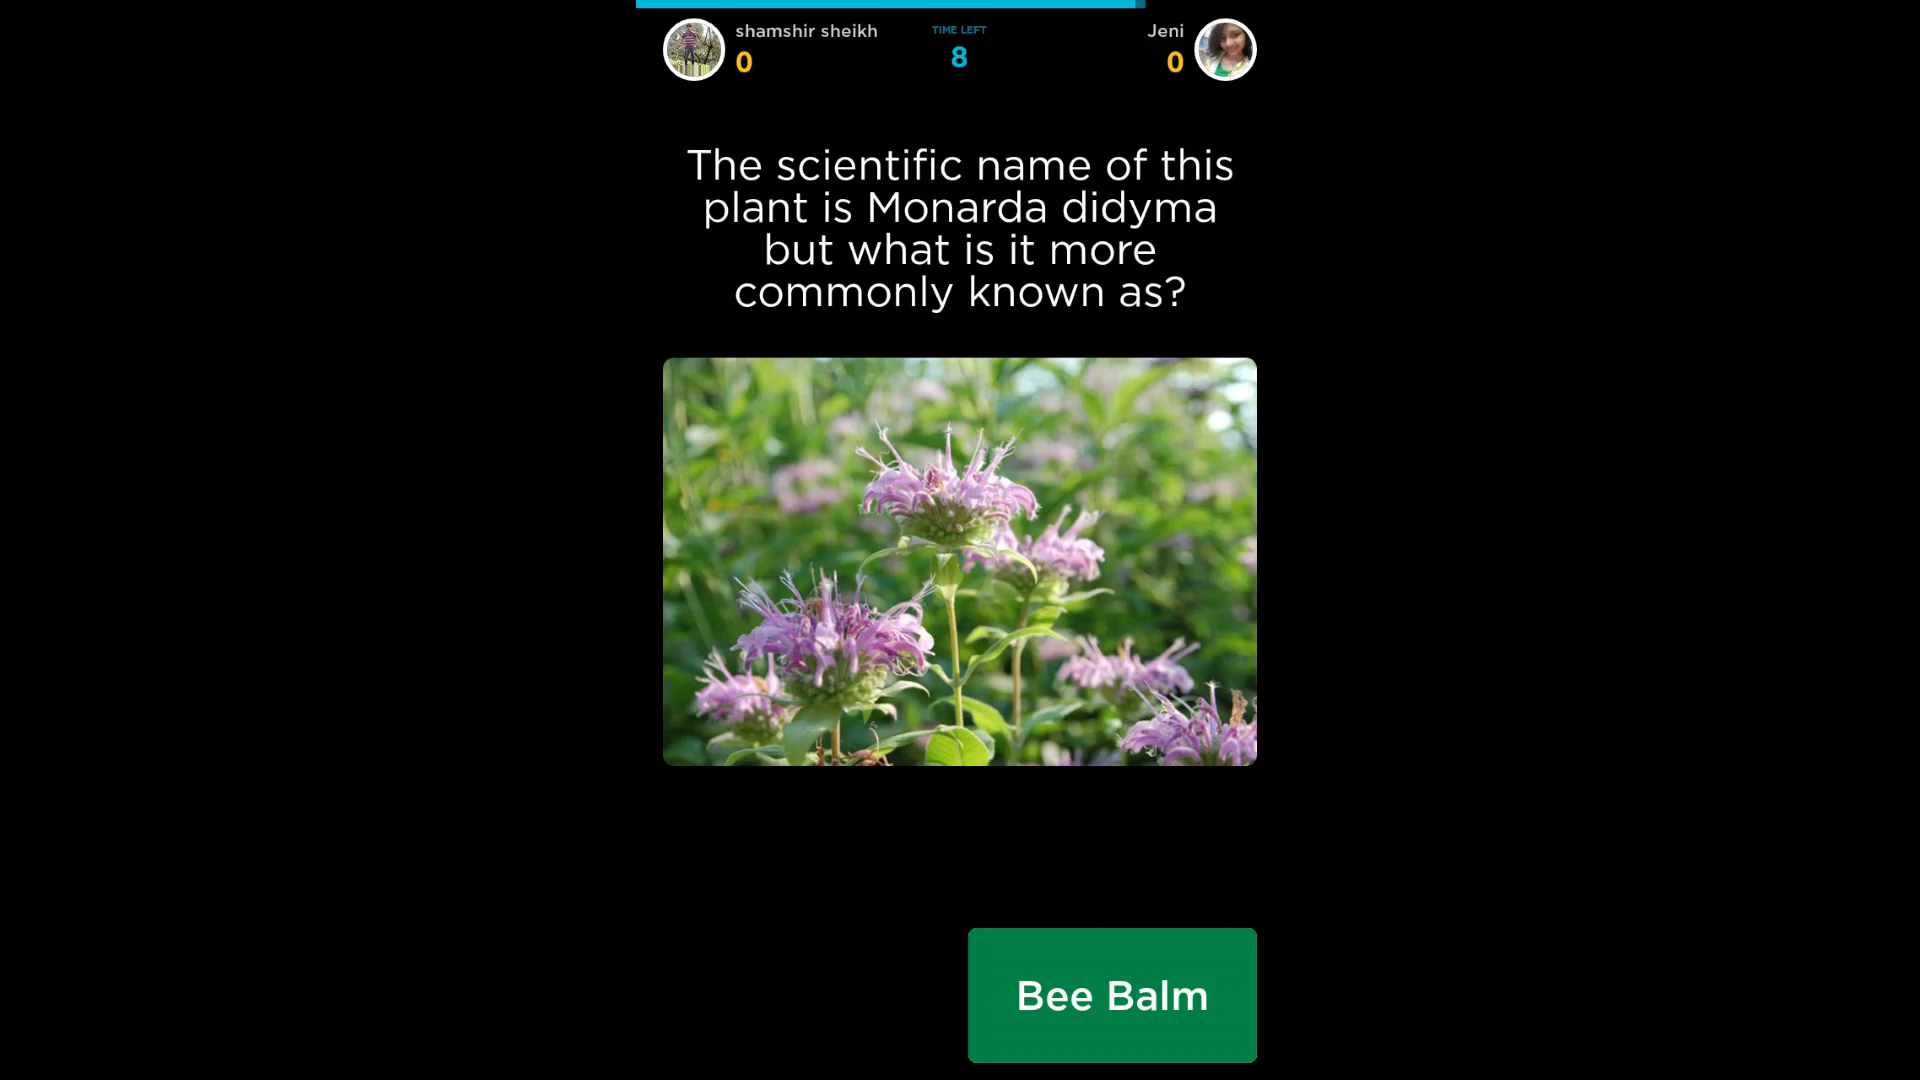 shamshir sheikh
0
TIME LEFT
8
Jeni
0
The scientific name of this
plant is Monarda didyma
but what is it more
commonly known as?
Bee Balm